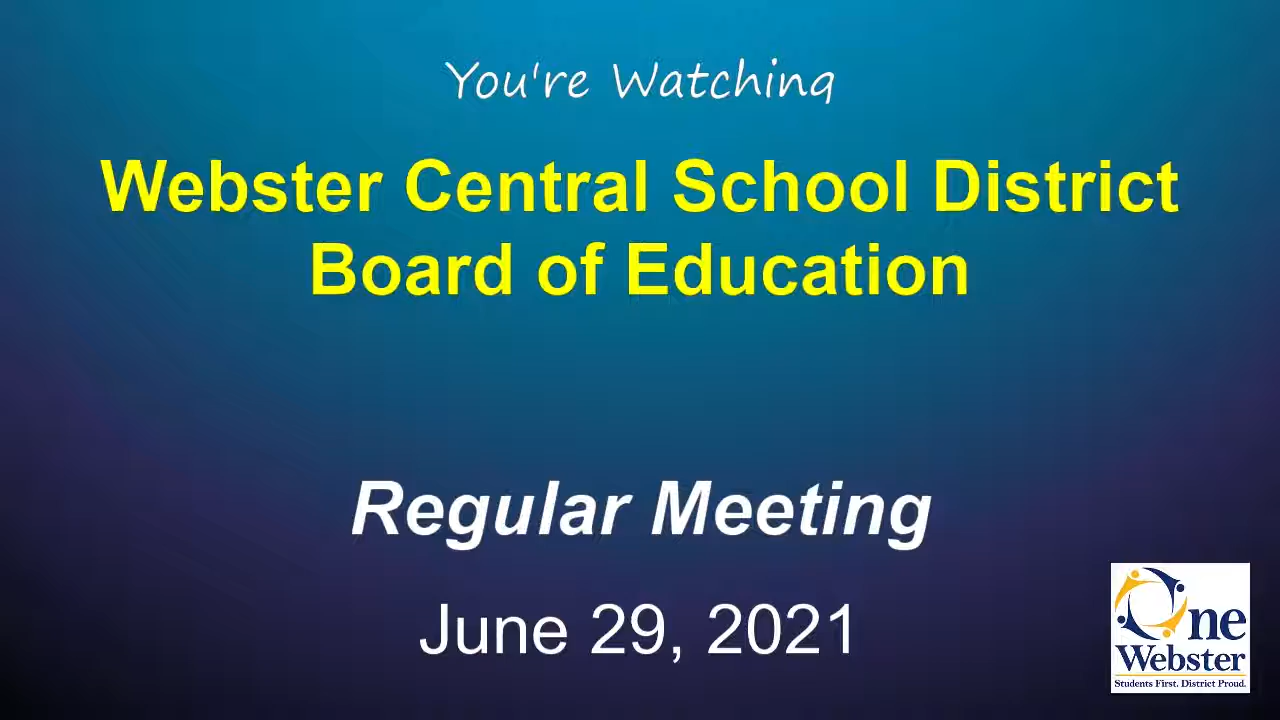 You're Watching
Webster Central School District
Board of Education
Regular Meeting
June 29, 2021
One
Webster
Students First. District Proud.